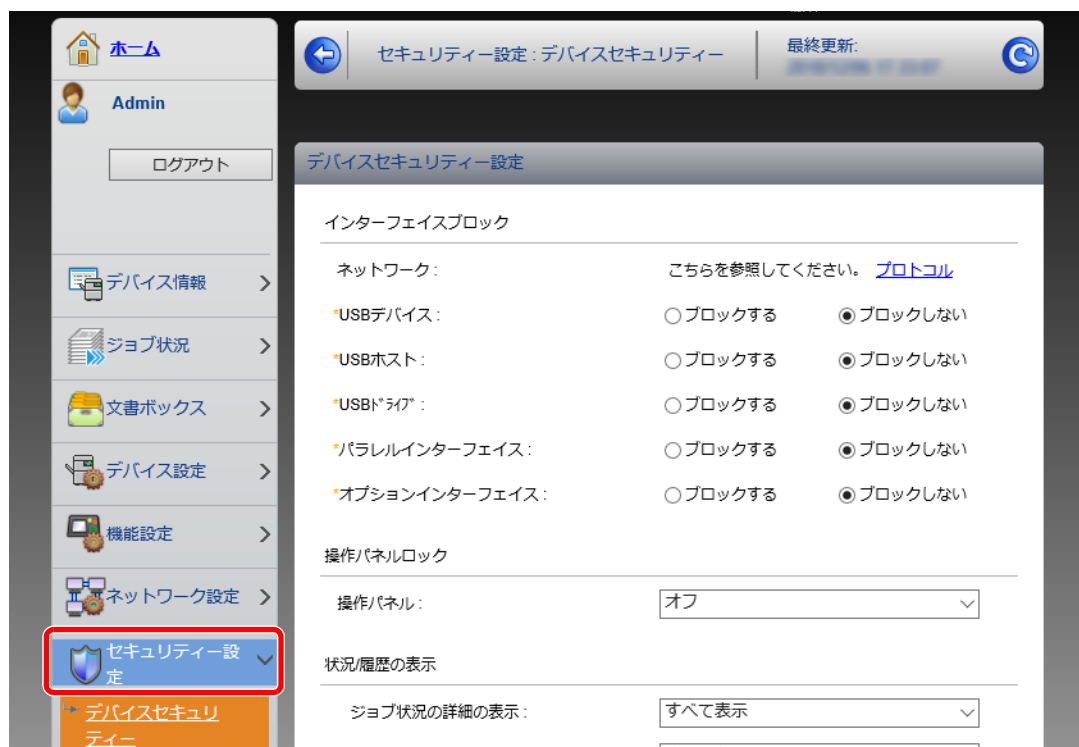 ホーム
Admin
ログアウト
デバイス情報
ジョブ状況
文書ボックス
デバイス設定
機能設定
ネットワーク設定
セキュリティー設
定
デバイスセキュリ
ティー
セキュリティー設定 : デバイスセキュリティー
最終更新:
デバイスセキュリティー設定
インターフェイスブロック
ネットワーク : こちらを参照してください。 プロトコル
*USBデバイス : ブロックする ブロックしない
*USBホスト : ブロックする ブロックしない
*USBﾄﾞﾗｲﾌﾞ : ブロックする ブロックしない
*パラレルインターフェイス : ブロックする ブロックしない
*オプションインターフェイス : ブロックする ブロックしない
操作パネルロック
操作パネル : オフ
状況/履歴の表示
ジョブ状況の詳細の表示 : すべて表示